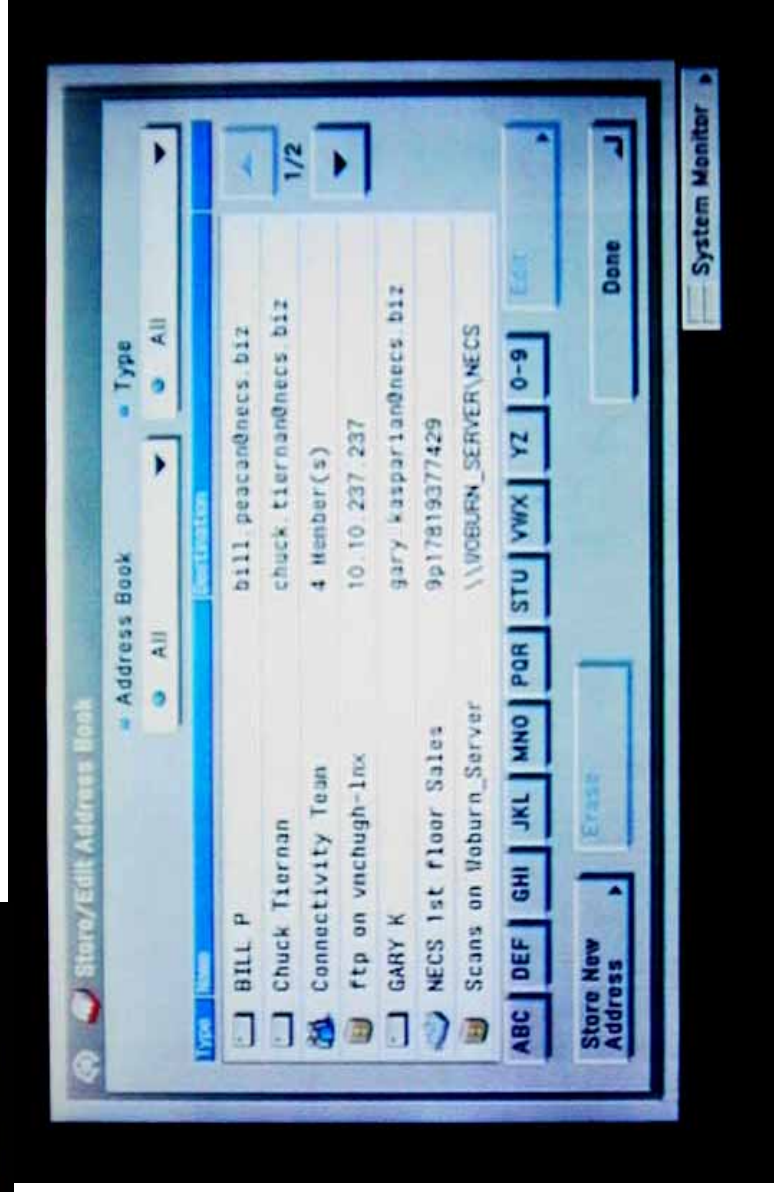 Store/Edit Address Book
Address Book
Type
All
All
Type Name Destination
BILL P bill.peacan@necs.biz
Chuck Tiernan chuck.tiernan@necs.biz
Connectivity Team 4 Member(s)
ftp on vmchugh-lnx 10.10.237.237
GARY K gary.kasparian@necs.biz
NECS 1st floor Sales 9p17819377429
Scans on Woburn_Server \\WOBURN_SERVER\NECS
1/2
ABC DEF GHI JKL MNO PQR STU VWX YZ 0-9
Edit
Store New
Address
Erase
Done
System Monitor